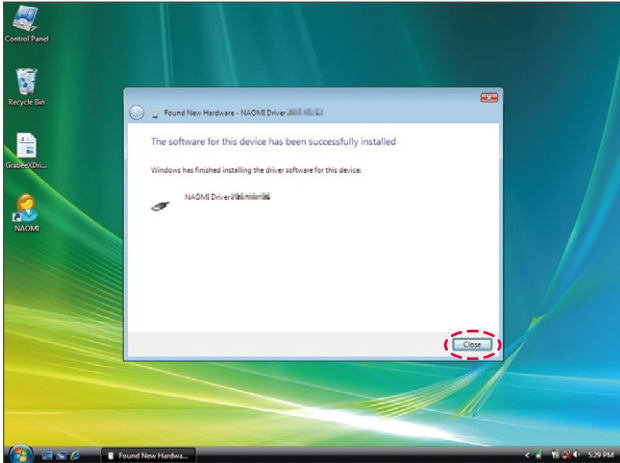 Control Panel
Recycle Bin
GrabeeXDri...
NAOMI
Found New Hardware - NAOMI Driver
The software for this device has been successfully installed
Windows has finished installing the driver software for this device:
NAOMI Driver
Close
Found New Hardwa...
5:29 PM